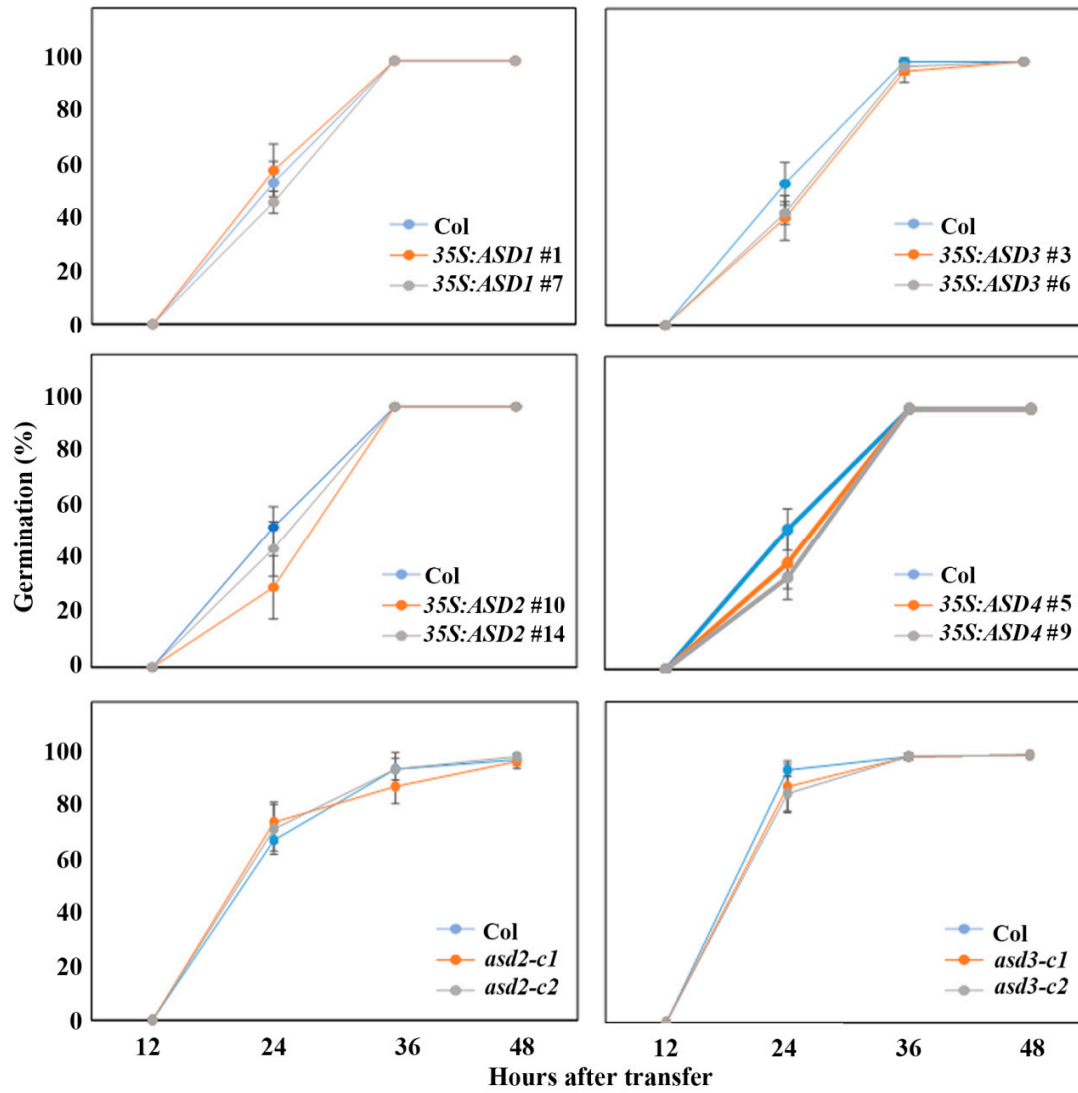 100
80
60
40
20
0
Col
35S:ASD1 #1
35S:ASD1 #7
Col
35S:ASD3 #3
35S:ASD3 #6
Germination (%)
100
80
60
40
20
0
Col
35S:ASD2 #10
35S:ASD2 #14
Col
35S:ASD4 #5
35S:ASD4 #9
100
80
60
40
20
0
Col
asd2-c1
asd2-c2
Col
asd3-c1
asd3-c2
12 24 36 48 12 24 36 48
Hours after transfer